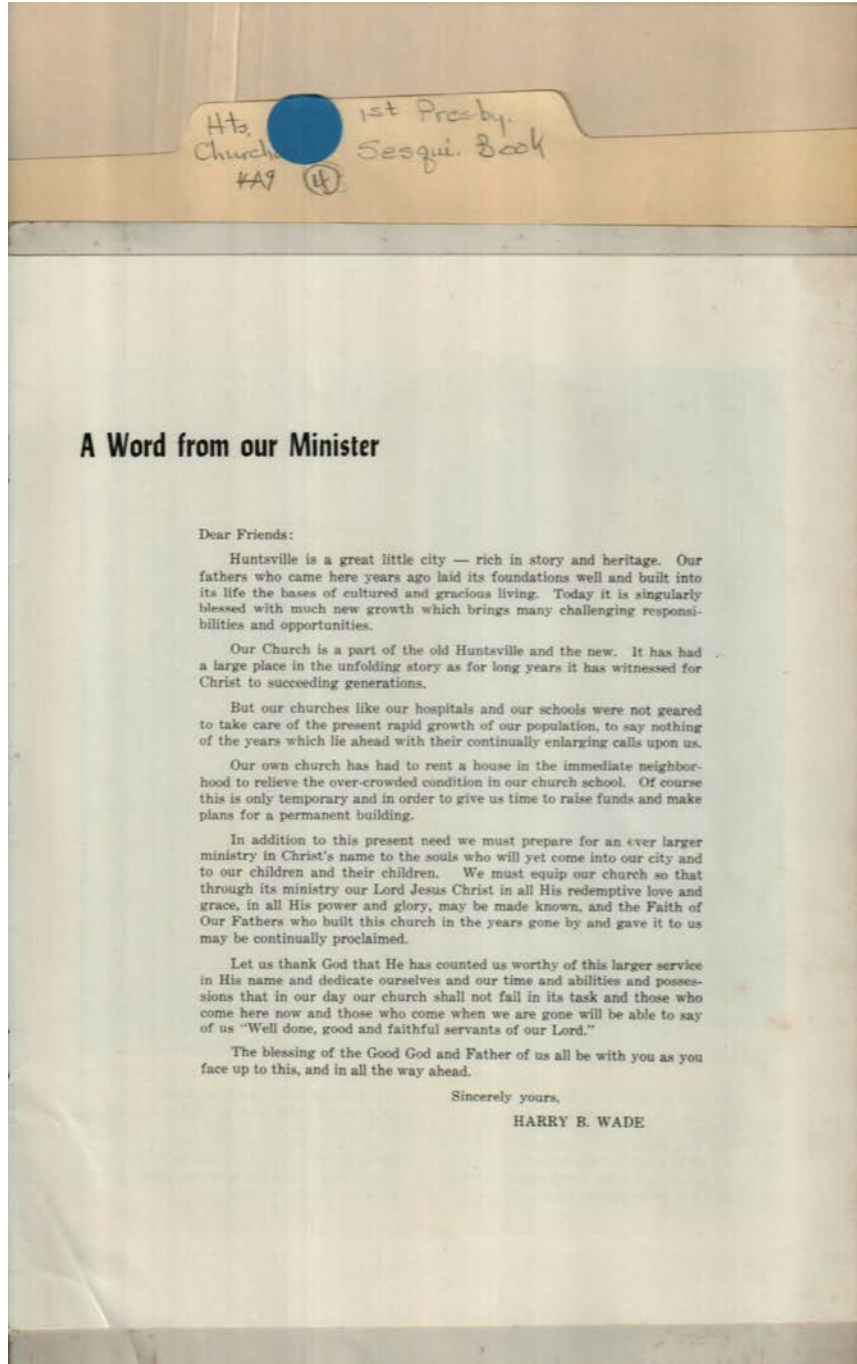 Hts. 1st Presby.
Church Sesqui. Book
4
A Word from our Minister
Dear Friends:
Huntsville is a great little city — rich in story and heritage. Our
fathers who came here years ago laid its foundations well and built into
its life the bases of cultured and gracious living. Today it is singularly
blessed with much new growth which brings many challenging responsi-
bilities and opportunities.
Our Church is a part of the old Huntsville and the new. It has had
a large place in the unfolding story as for long years it has witnessed for
Christ to succeeding generations.
But our churches like our hospitals and our schools were not geared
to take care of the present rapid growth of our population, to say nothing
of the years which lie ahead with their continually enlarging calls upon us.
Our own church has had to rent a house in the immediate neighbor-
hood to relieve the over-crowded condition in our church school. Of course
this is only temporary and in order to give us time to raise funds and make
plans for a permanent building.
In addition to this present need we must prepare for an ever larger
ministry in Christ's name to the souls who will yet come into our city and
to our children and their children. We must equip our church so that
through its ministry our Lord Jesus Christ in all His redemptive love and
grace, in all His power and glory, may be made known, and the Faith of
Our Fathers who built this church in the years gone by and gave it to us
may be continually proclaimed.
Let us thank God that He has counted us worthy of this larger service
in His name and dedicate ourselves and our time and abilities and posses-
sions that in our day our church shall not fail in its task and those who
come here now and those who come when we are gone will be able to say
of us "Well done, good and faithful servants of our Lord."
The blessing of the Good God and Father of us all be with you as you
face up to this, and in all the way ahead.
Sincerely yours,
HARRY B. WADE